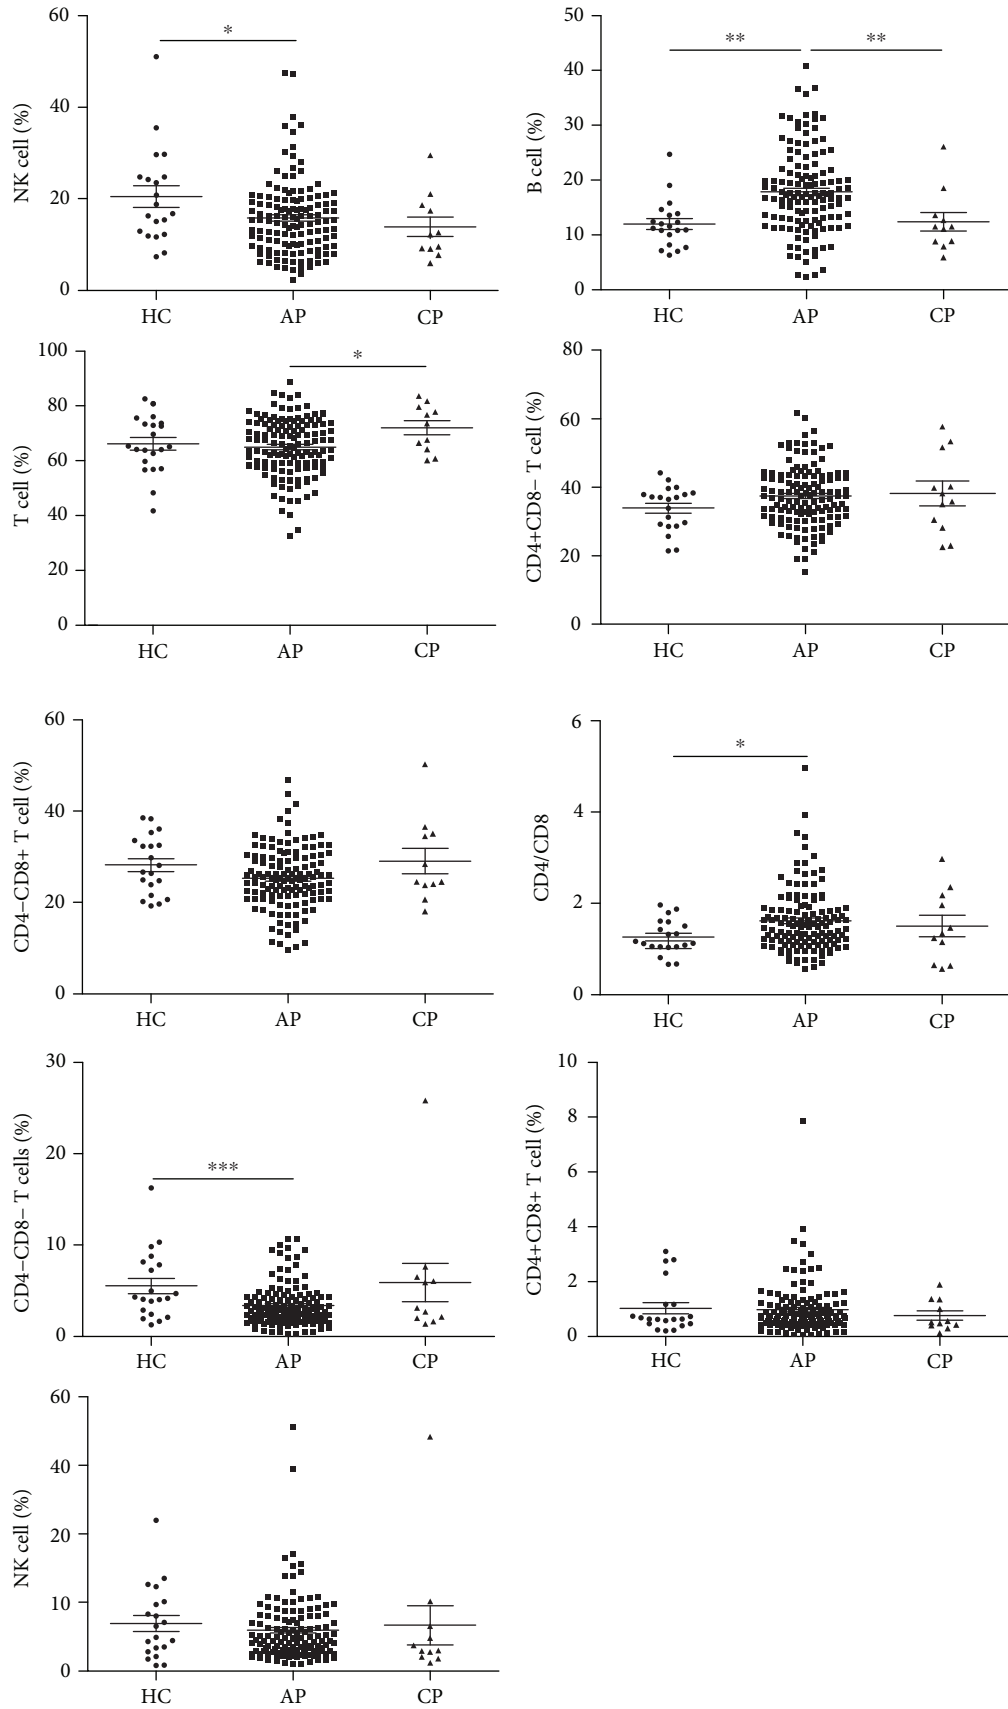 NK cell (%)
60
40
20
0
*
HC AP CP
B cell (%)
50
40
30
20
10
0
** **
HC AP CP
T cell (%)
100
80
60
40
20
0
*
HC AP CP
CD4+CD8− T cell (%)
80
60
40
20
0
HC AP CP
CD4−CD8+ T cell (%)
60
40
20
0
HC AP CP
CD4/CD8
6
4
2
0
*
HC AP CP
CD4−CD8− T cells (%)
30
20
10
0
***
HC AP CP
CD4+CD8+ T cell (%)
10
8
6
4
2
0
HC AP CP
NK cell (%)
60
40
20
10
0
HC AP CP